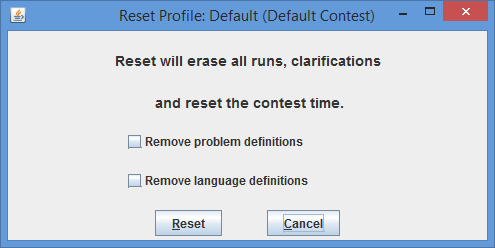 Reset Profile: Default (Default Contest)
Reset will erase all runs, clarifications
and reset the contest time.
Remove problem definitions
Remove language definitions
Reset Cancel